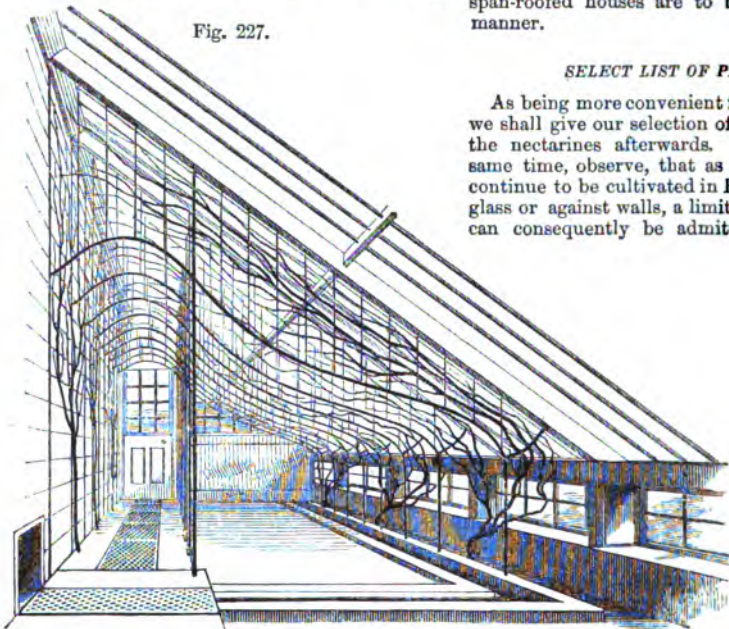 Fig. 227.
span-roofed houses are to
manner.
SELECT LIST OF
As being more convenient
we shall give our selection of
the nectarines afterwards.
same time, observe, that as
continue to be cultivated in
glass or against walls, a limit
can consequently be admit